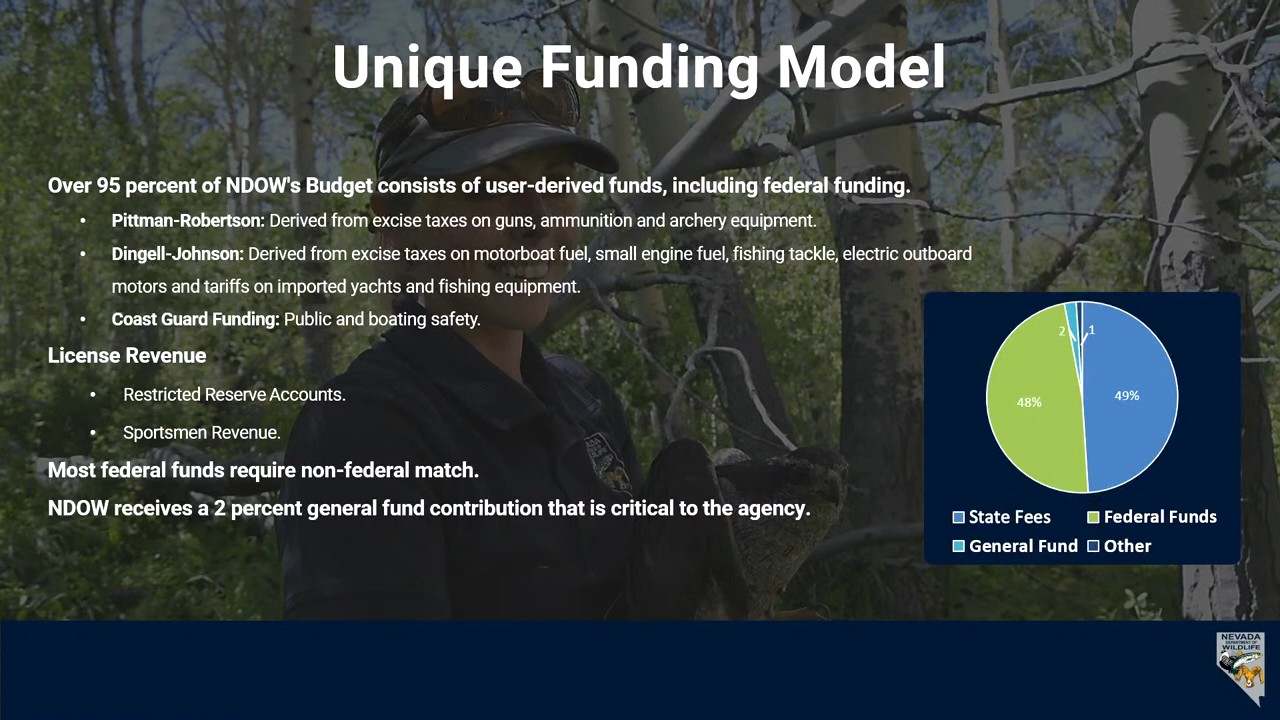 Unique Funding Model
Over 95 percent of NDOW's Budget consists of user-derived funds, including federal funding.
• Pittman-Robertson: Derived from excise taxes on guns, ammunition and archery equipment.
• Dingell-Johnson: Derived from excise taxes on motorboat fuel, small engine fuel, fishing tackle, electric outboard
motors and tariffs on imported yachts and fishing equipment.
• Coast Guard Funding: Public and boating safety.
License Revenue
• Restricted Reserve Accounts.
• Sportsmen Revenue.
Most federal funds require non-federal match.
NDOW receives a 2 percent general fund contribution that is critical to the agency.
2 1
48% 49%
State Fees Federal Funds
General Fund Other
NEVADA
DEPARTMENT OF
WILDLIFE